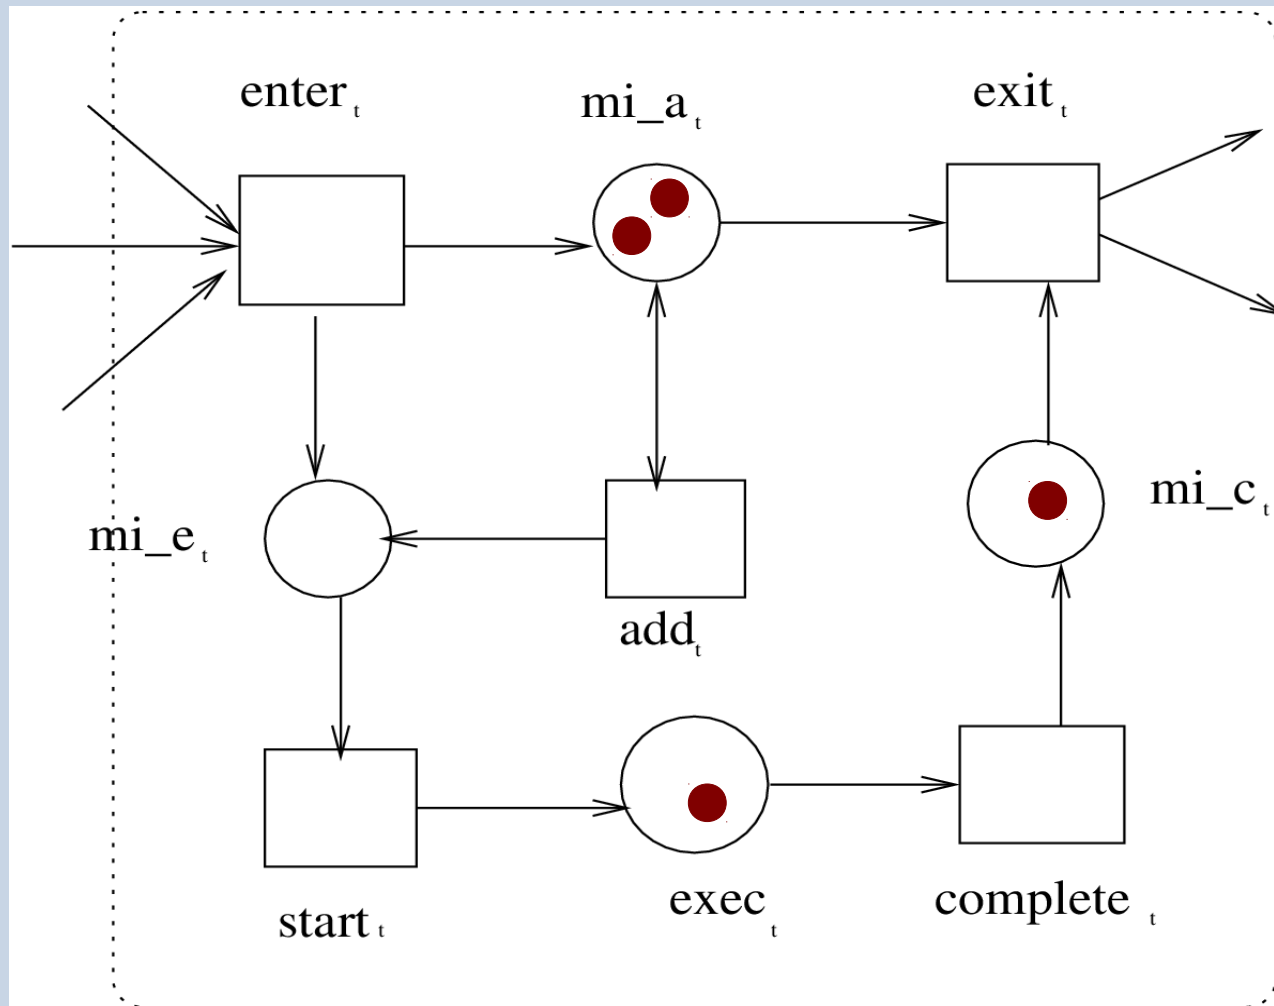 enter t
mi_a t
exit t
mi_e t
mi_c t
add t
start t
exec t
complete t